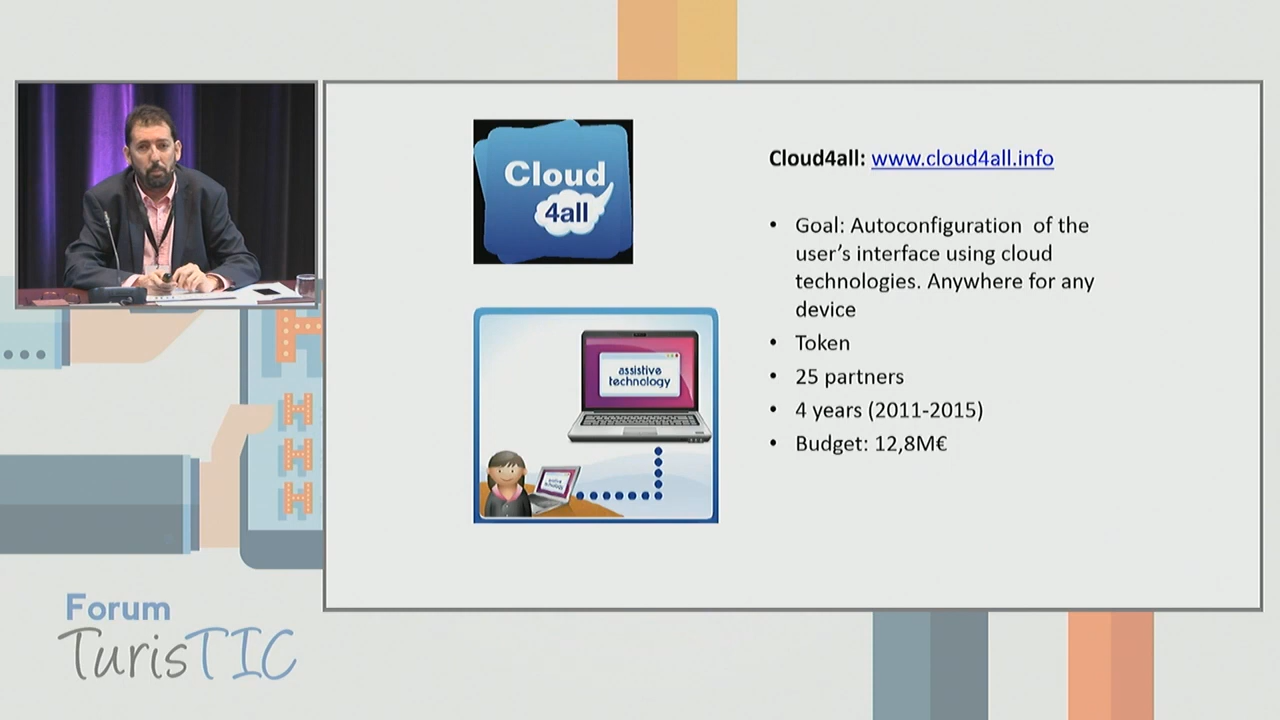 Cloud
4all
Cloud4all: www.cloud4all.info
• Goal: Autoconfiguration of the
user's interface using cloud
technologies. Anywhere for any
device
• Token
• 25 partners
• 4 years (2011-2015)
• Budget: 12,8M€
assistive
technology
Forum
TurisTIC